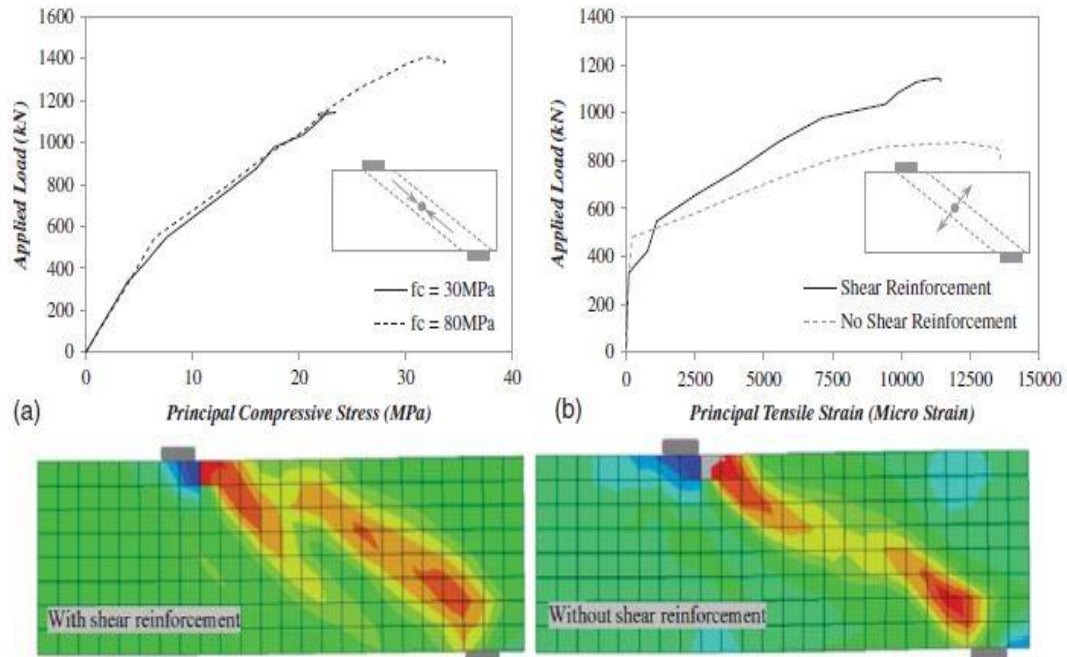 1600
1400
1200
1000
800
600
400
200
0
Applied Load (kN)
fc = 30MPa
fc = 80MPa
0 10 20 30 40
(a) Principal Compressive Stress (MPa)
1400
1200
1000
800
600
400
200
0
Applied Load (kN)
Shear Reinforcement
No Shear Reinforcement
0 2500 5000 7500 10000 12500 15000
(b) Principal Tensile Strain (Micro Strain)
With shear reinforcement
Without shear reinforcement